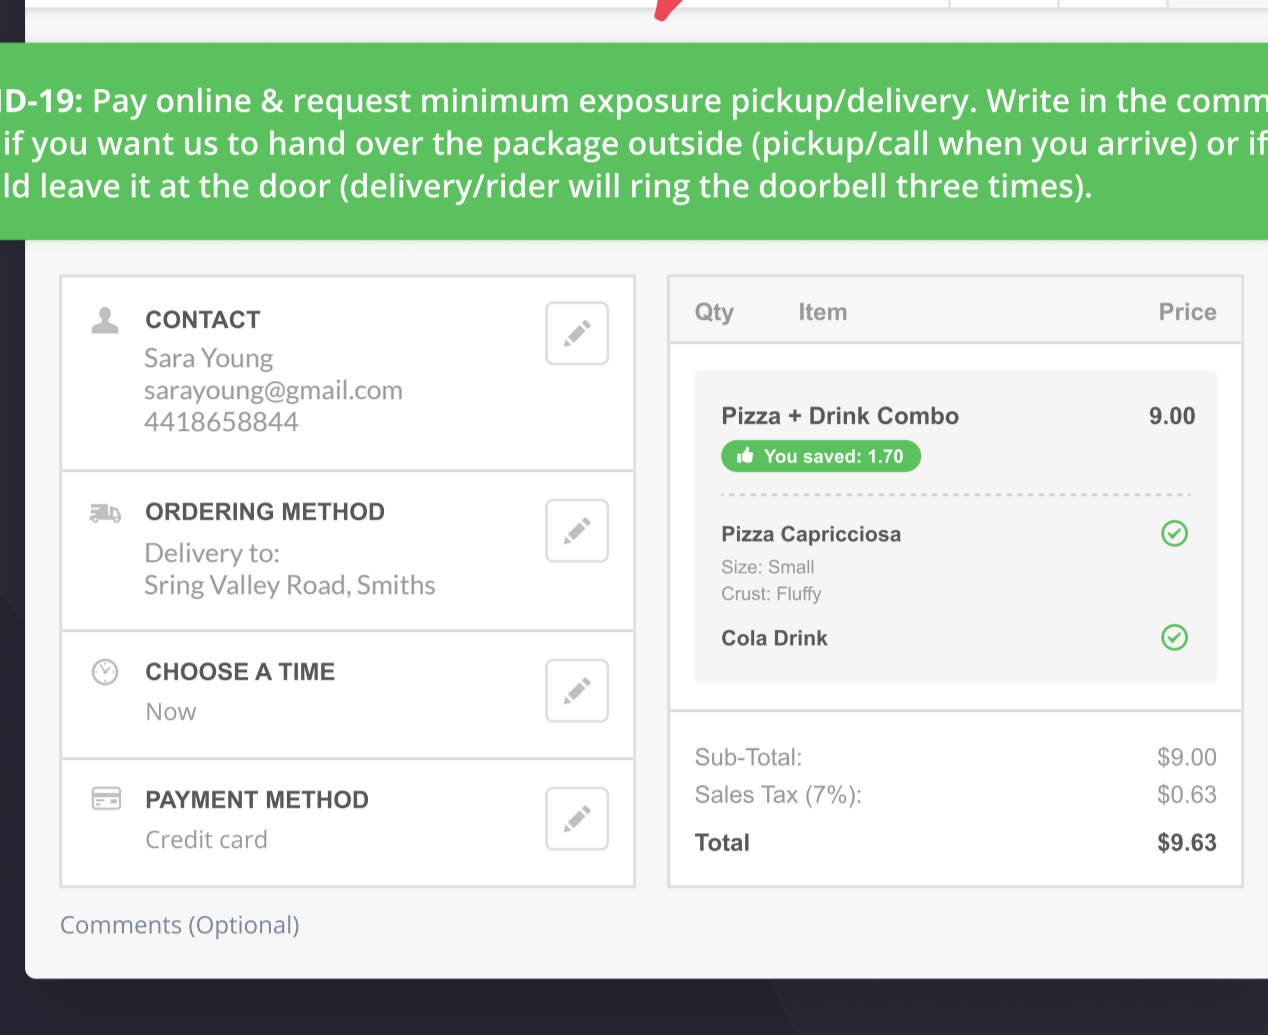 ID-19: Pay online & request minimum exposure pickup/delivery. Write in the comm
if you want us to hand over the package outside (pickup/call when you arrive) or if
ld leave it at the door (delivery/rider will ring the doorbell three times).
CONTACT
Sara Young
sarayoung@gmail.com
4418658844
ORDERING METHOD
Delivery to:
Sring Valley Road, Smiths
CHOOSE A TIME
Now
PAYMENT METHOD
Credit card
Comments (Optional)
Qty Item Price
Pizza + Drink Combo 9.00
You saved: 1.70
Pizza Capricciosa
Size: Small
Crust: Fluffy
Cola Drink
Sub-Total: $9.00
Sales Tax (7%): $0.63
Total $9.63